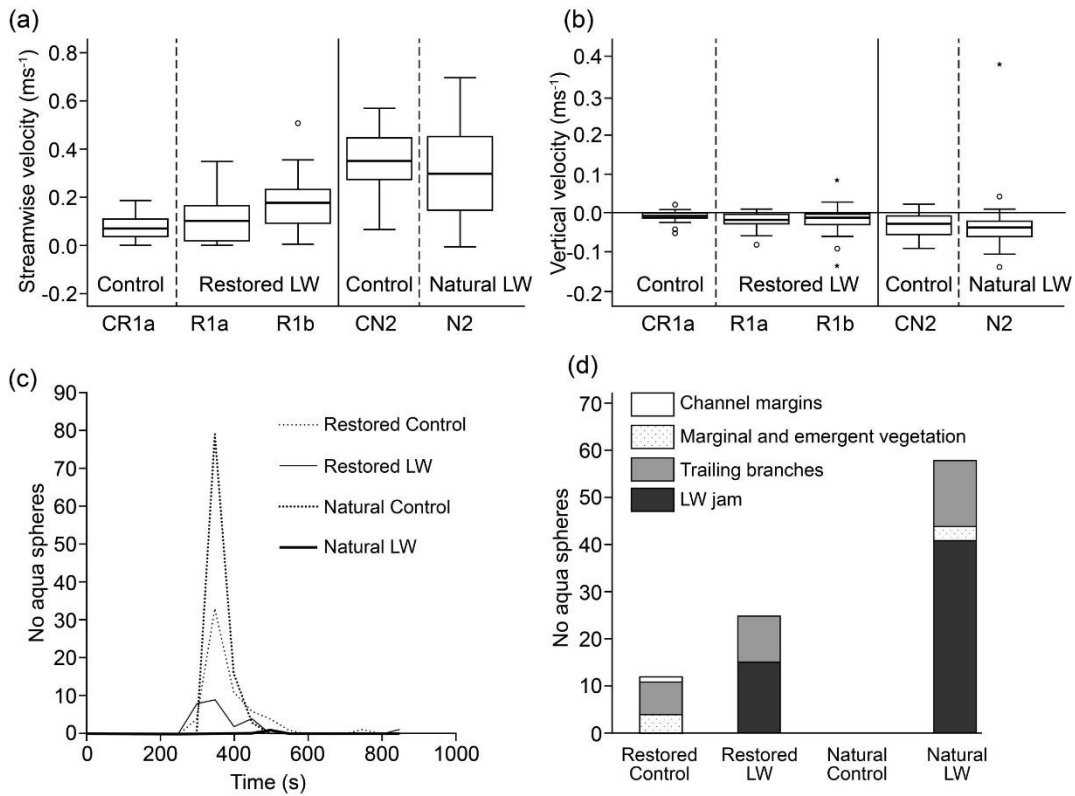 (a)
Streamwise velocity (ms-1)
0.8
0.6
0.4
0.2
0.0
-0.2
Control
Restored LW
Control
Natural LW
CR1a
R1a
R1b
CN2
N2
(b)
Vertical velocity (ms-1)
0.4
0.3
0.2
0.1
0.0
-0.1
-0.2
Control
Restored LW
Control
Natural LW
CR1a
R1a
R1b
CN2
N2
(c)
No aqua spheres
90
80
70
60
50
40
30
20
10
0
Restored Control
Restored LW
Natural Control
Natural LW
0
200
400
600
800
1000
Time (s)
(d)
No aqua spheres
70
60
50
40
30
20
10
0
Channel margins
Marginal and emergent vegetation
Trailing branches
LW jam
Restored
Control
Restored
LW
Natural
Control
Natural
LW